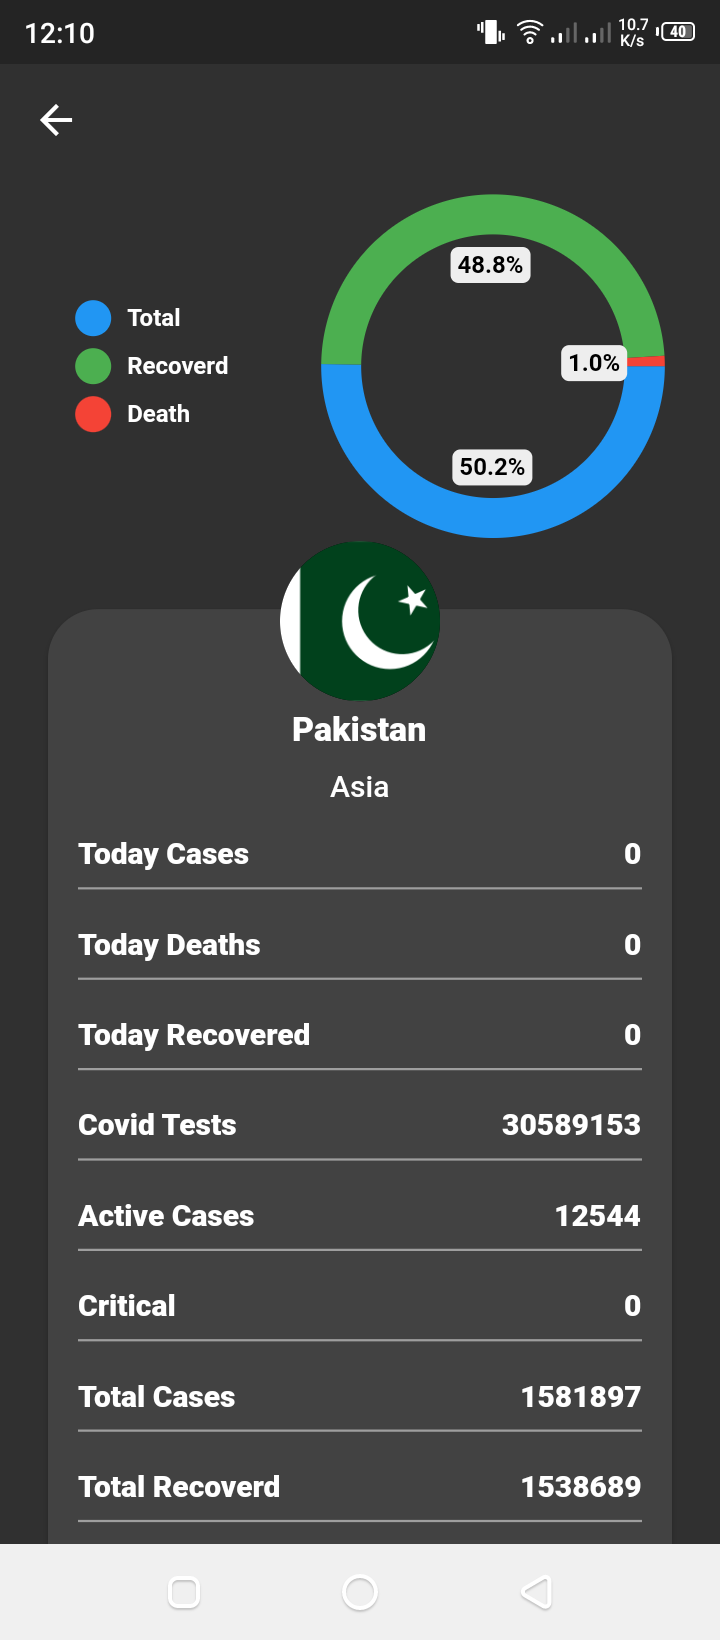 12:10
10.7
K/s
40
48.8%
Total
Recoverd
1.0%
Death
50.2%
Pakistan
Asia
Today Cases 0
Today Deaths 0
Today Recovered 0
Covid Tests 30589153
Active Cases 12544
Critical 0
Total Cases 1581897
Total Recoverd 1538689